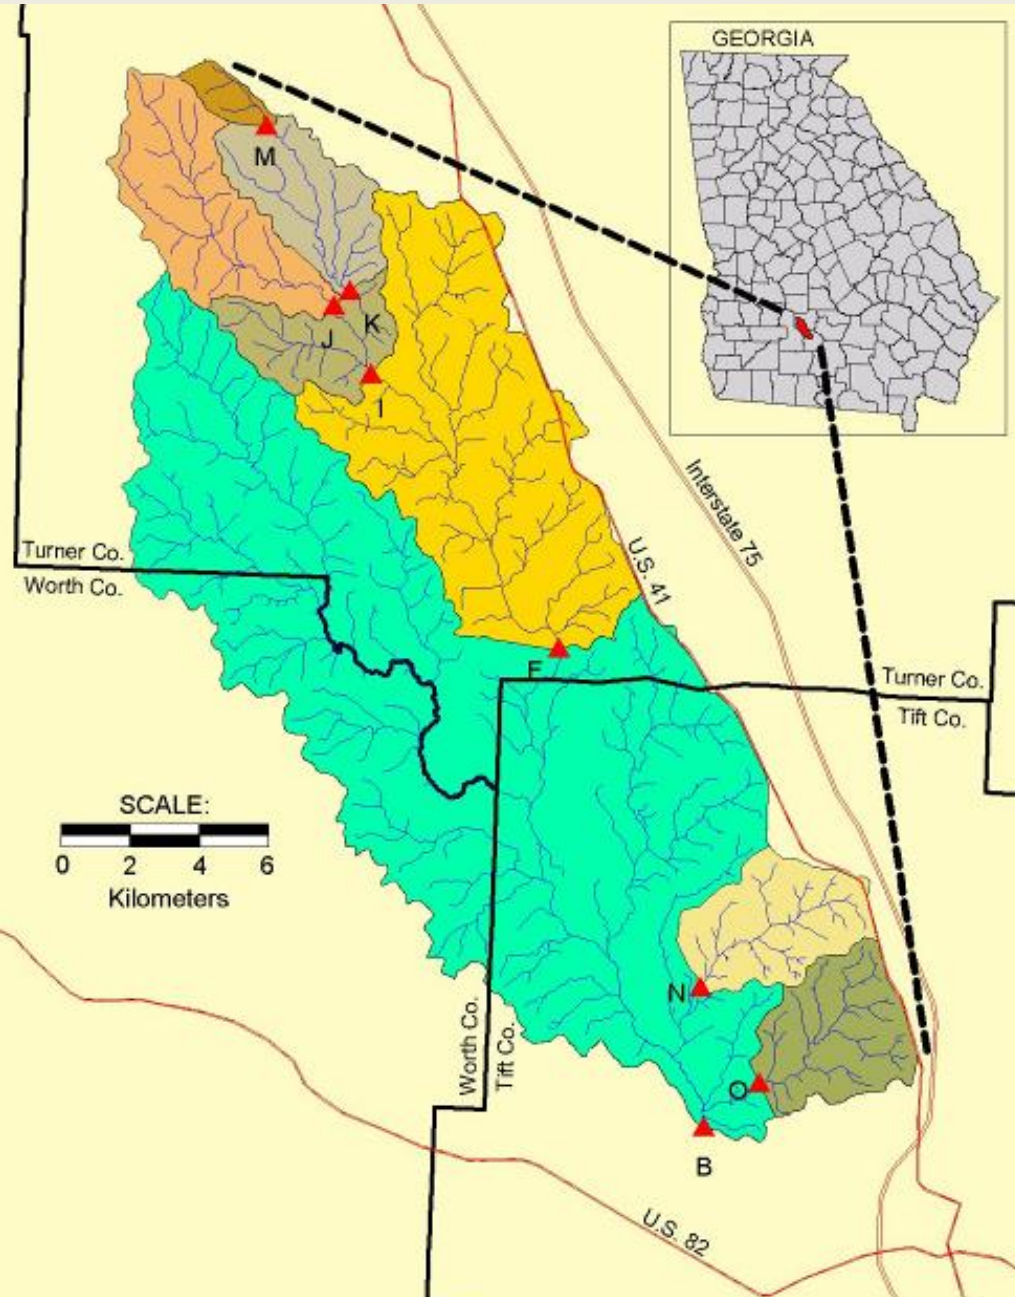 GEORGIA
M
K
J
I
Interstate 75
U.S. 41
Turner Co.
Worth Co.
F
Turner Co.
Tift Co.
SCALE:
0 2 4 6
Kilometers
N
Worth Co.
Tift Co.
O
B
U.S. 82